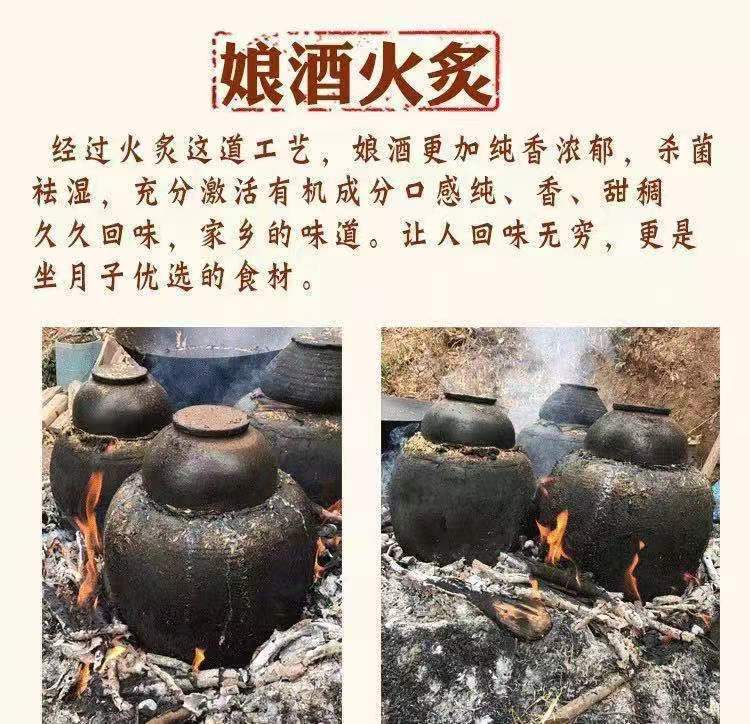 娘酒火炙
经过火炙这道工艺，娘酒更加纯香浓郁，杀菌
祛湿，充分激活有机成分口感纯、香、甜稠
久久回味，家乡的味道。让人回味无穷，更是
坐月子优选的食材。